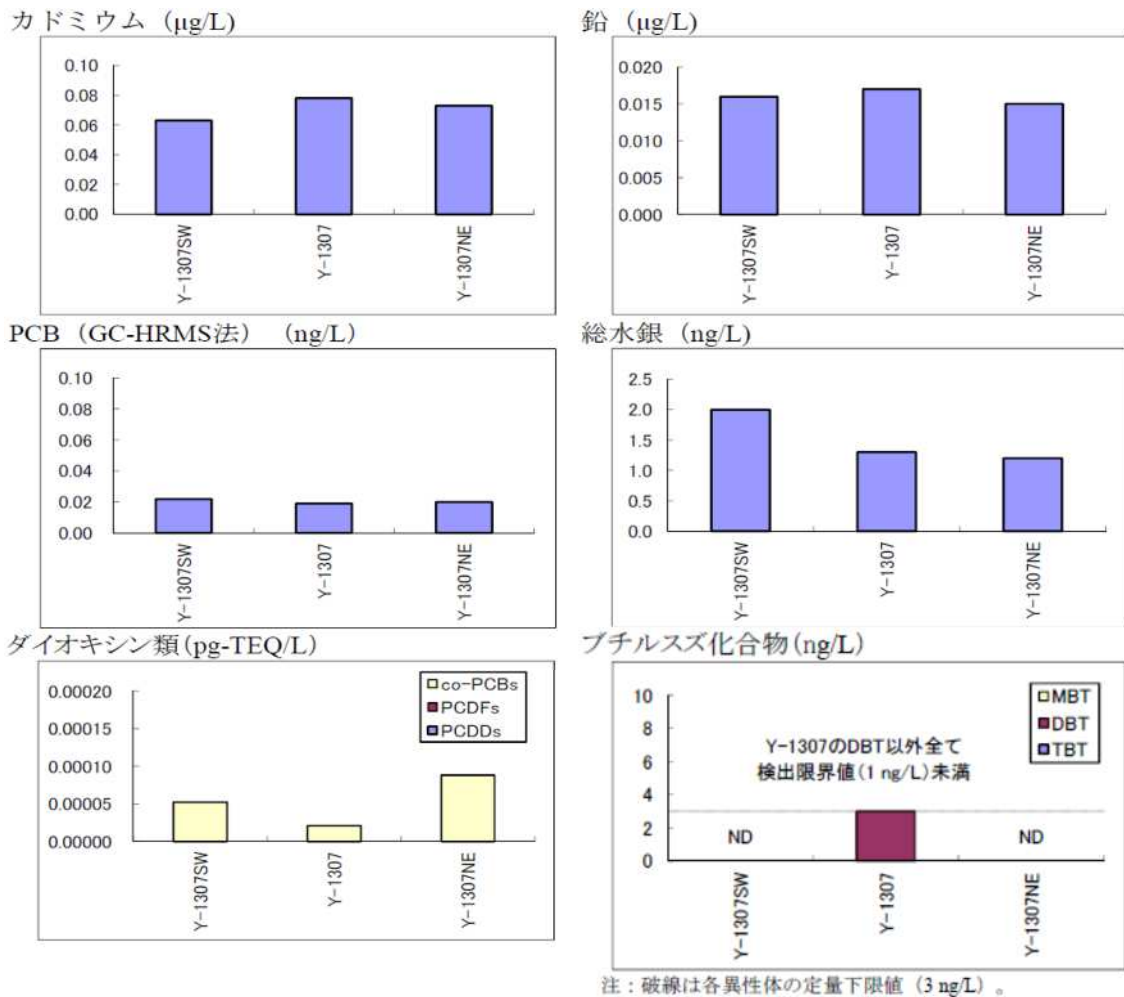 カドミウム (μg/L)
0.10
0.08
0.06
0.04
0.02
0.00
Y-1307SW
Y-1307
Y-1307NE
鉛 (μg/L)
0.020
0.015
0.010
0.005
0.000
Y-1307SW
Y-1307
Y-1307NE
PCB（GC-HRMS法） (ng/L)
0.10
0.08
0.06
0.04
0.02
0.00
Y-1307SW
Y-1307
Y-1307NE
総水銀 (ng/L)
2.5
2.0
1.5
1.0
0.5
0.0
Y-1307SW
Y-1307
Y-1307NE
ダイオキシン類(pg-TEQ/L)
0.00020
0.00015
0.00010
0.00005
0.00000
co-PCBs
PCDFs
PCDDs
Y-1307SW
Y-1307
Y-1307NE
ブチルスズ化合物(ng/L)
10
8
6
4
2
0
MBT
DBT
TBT
Y-1307のDBT以外全て
検出限界値(1 ng/L)未満
ND
ND
Y-1307SW
Y-1307
Y-1307NE
注：破線は各異性体の定量下限値（3 ng/L）。